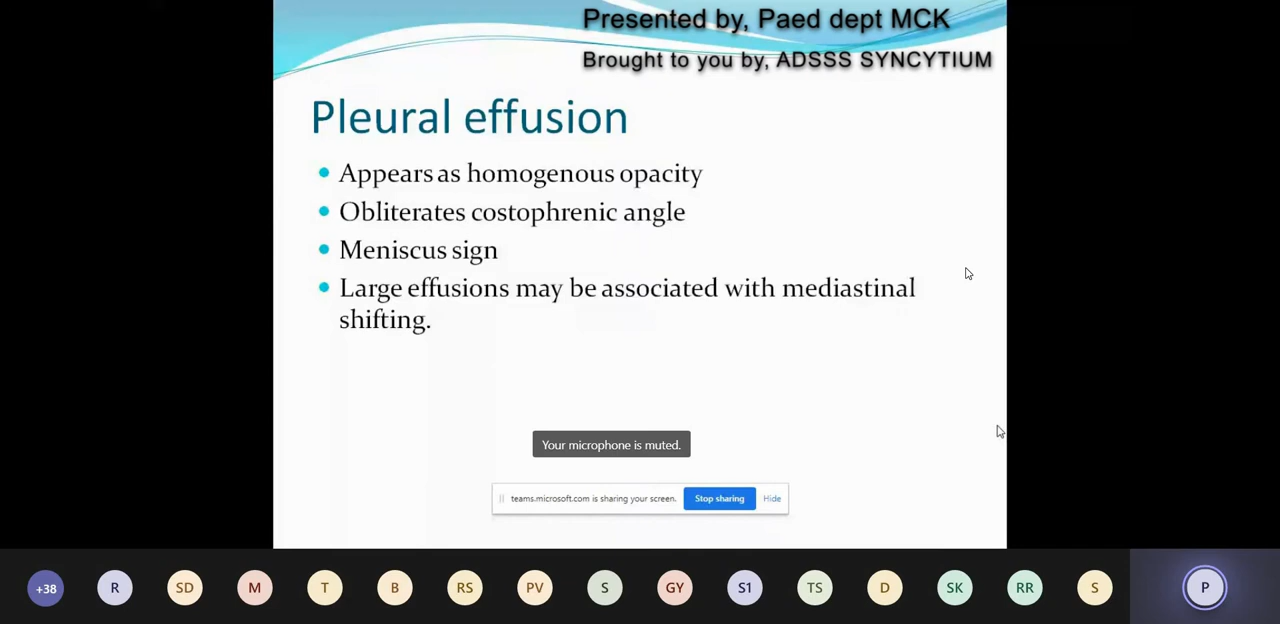 Presented by, Paed dept MCK
Brought to you by, ADSSS SYNCYTIUM
Pleural effusion
Appears as homogenous opacity
Obliterates costophrenic angle
Meniscus sign
Large effusions may be associated with mediastinal
shifting.
Your microphone is muted.
teams.microsoft.com is sharing your screen. Stop sharing Hide
+38 R SD M T B RS PV S GY S1 TS D SK RR S P